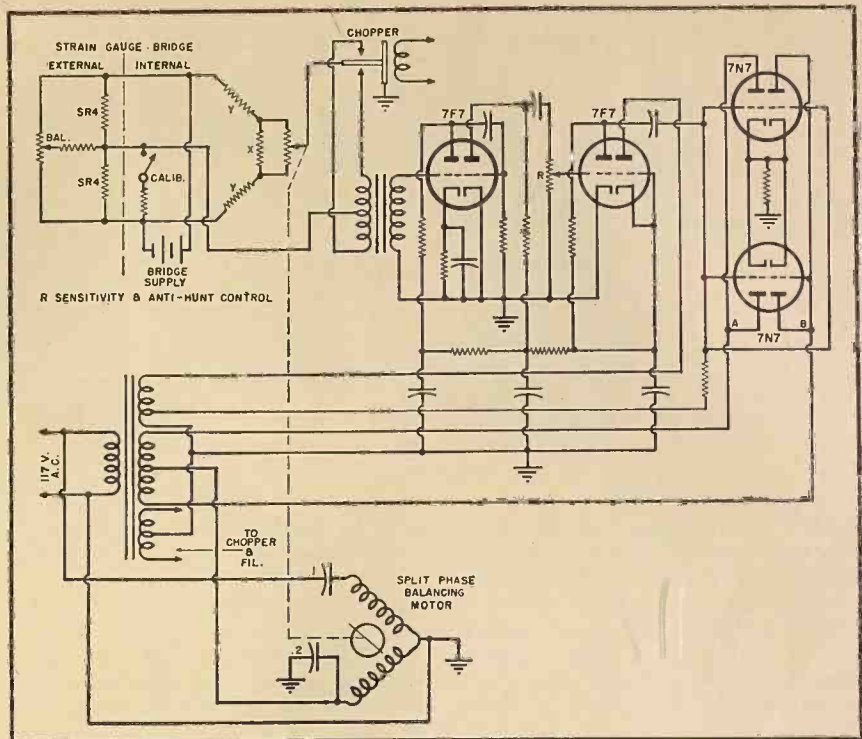 STRAIN GAUGE - BRIDGE
EXTERNAL INTERNAL
CHOPPER
SR4
BAL.
SR4
CALIB.
Y
X
Y
BRIDGE
SUPPLY
R SENSITIVITY & ANTI-HUNT CONTROL
7F7
R
7F7
7N7
A
7N7
B
117 V.
A.C.
TO
CHOPPER
&
FIL.
.1
SPLIT PHASE
BALANCING
MOTOR
.2